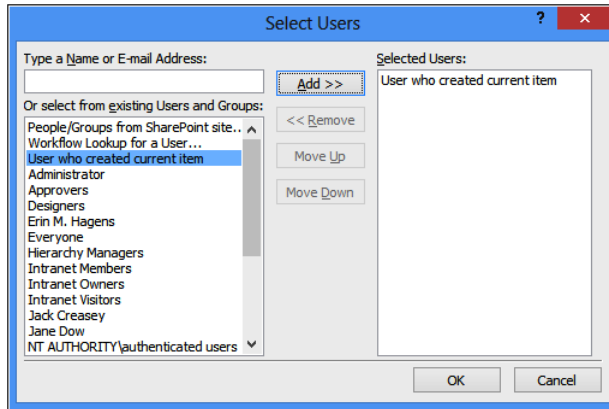 Select Users
?
Type a Name or E-mail Address:
Add >>
Or select from existing Users and Groups:
People/Groups from SharePoint site..
Workflow Lookup for a User...
User who created current item
Administrator
Approvers
Designers
Erin M. Hagens
Everyone
Hierarchy Managers
Intranet Members
Intranet Owners
Intranet Visitors
Jack Creasey
Jane Dow
NT AUTHORITY\authenticated users
<< Remove
Move Up
Move Down
Selected Users:
User who created current item
OK
Cancel